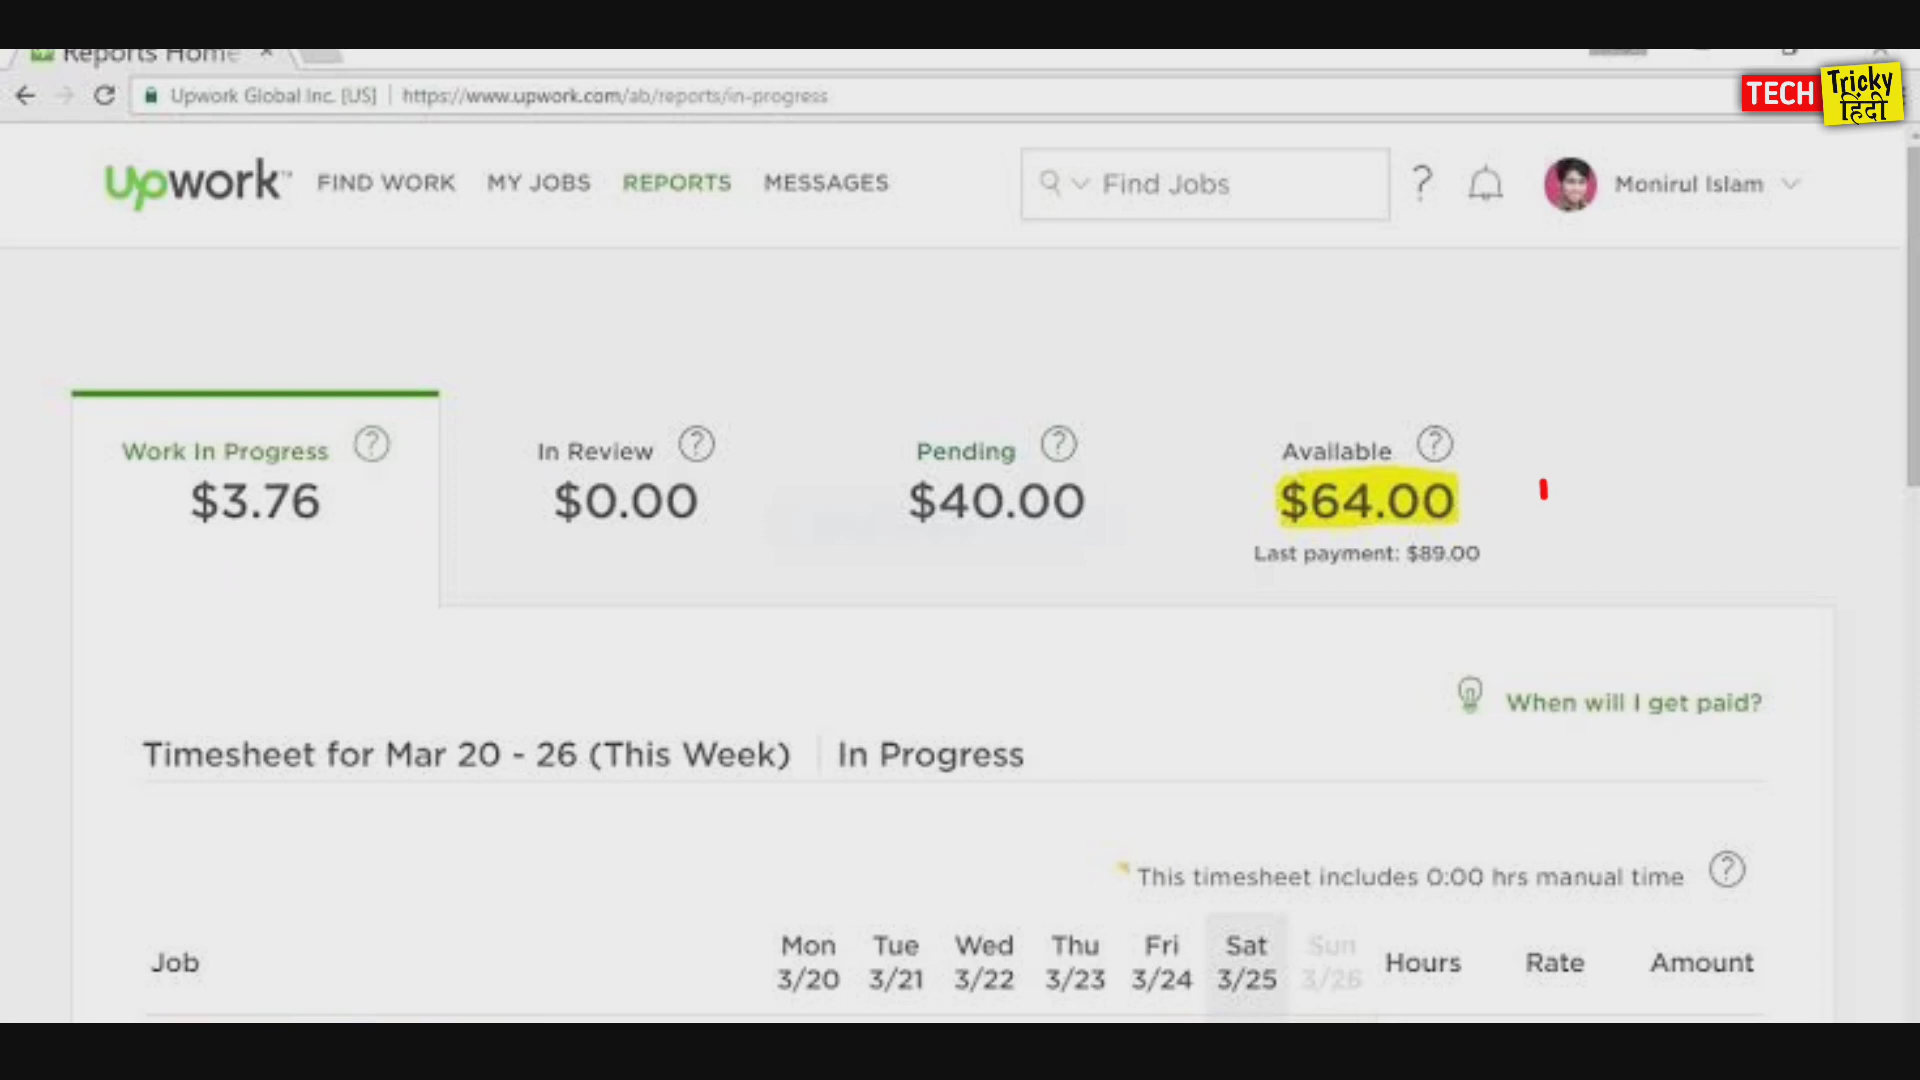 Reports Home ×
Upwork Global Inc. [US] | https://www.upwork.com/ab/reports/in-progress
TECH Tricky हिंदी
Upwork™ FIND WORK MY JOBS REPORTS MESSAGES Find Jobs ? Monirul Islam
Work In Progress ? In Review ? Pending ? Available ?
$3.76 $0.00 $40.00 $64.00
Last payment: $89.00
When will I get paid?
Timesheet for Mar 20 - 26 (This Week) In Progress
This timesheet includes 0:00 hrs manual time ?
Job Mon 3/20 Tue 3/21 Wed 3/22 Thu 3/23 Fri 3/24 Sat 3/25 Sun 3/26 Hours Rate Amount